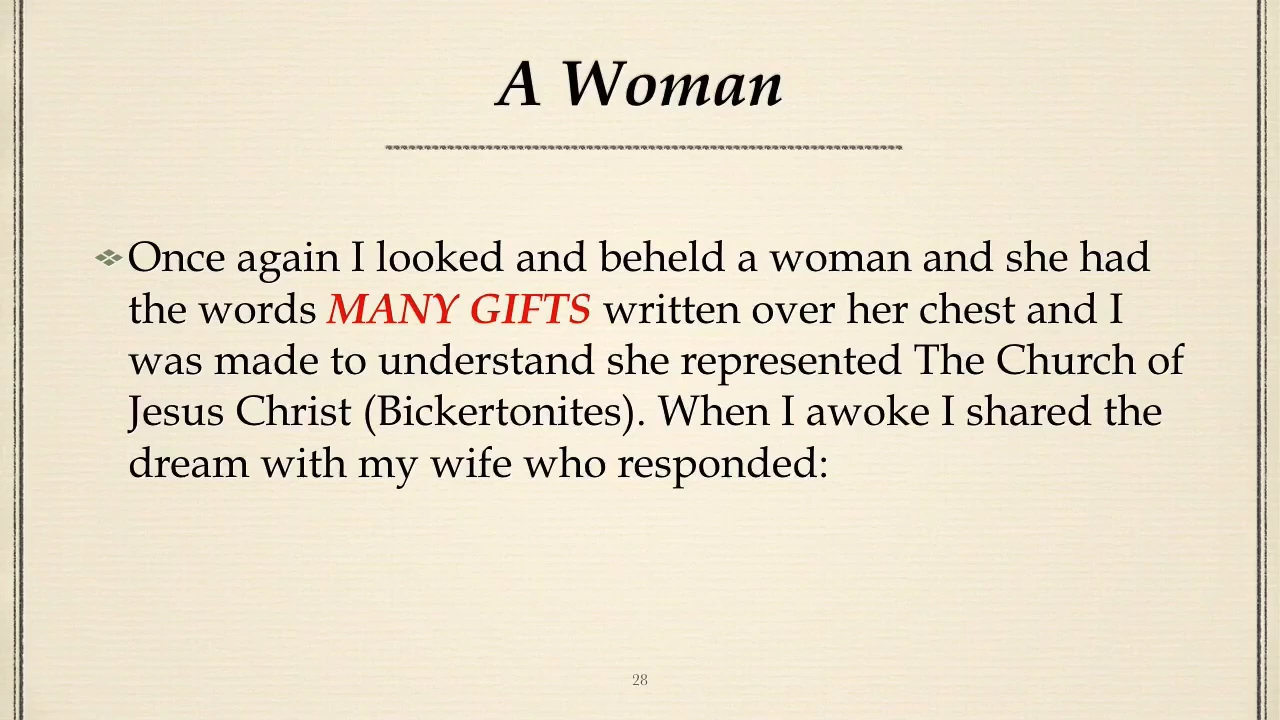 A Woman
Once again I looked and beheld a woman and she had
the words MANY GIFTS written over her chest and I
was made to understand she represented The Church of
Jesus Christ (Bickertonites). When I awoke I shared the
dream with my wife who responded:
28